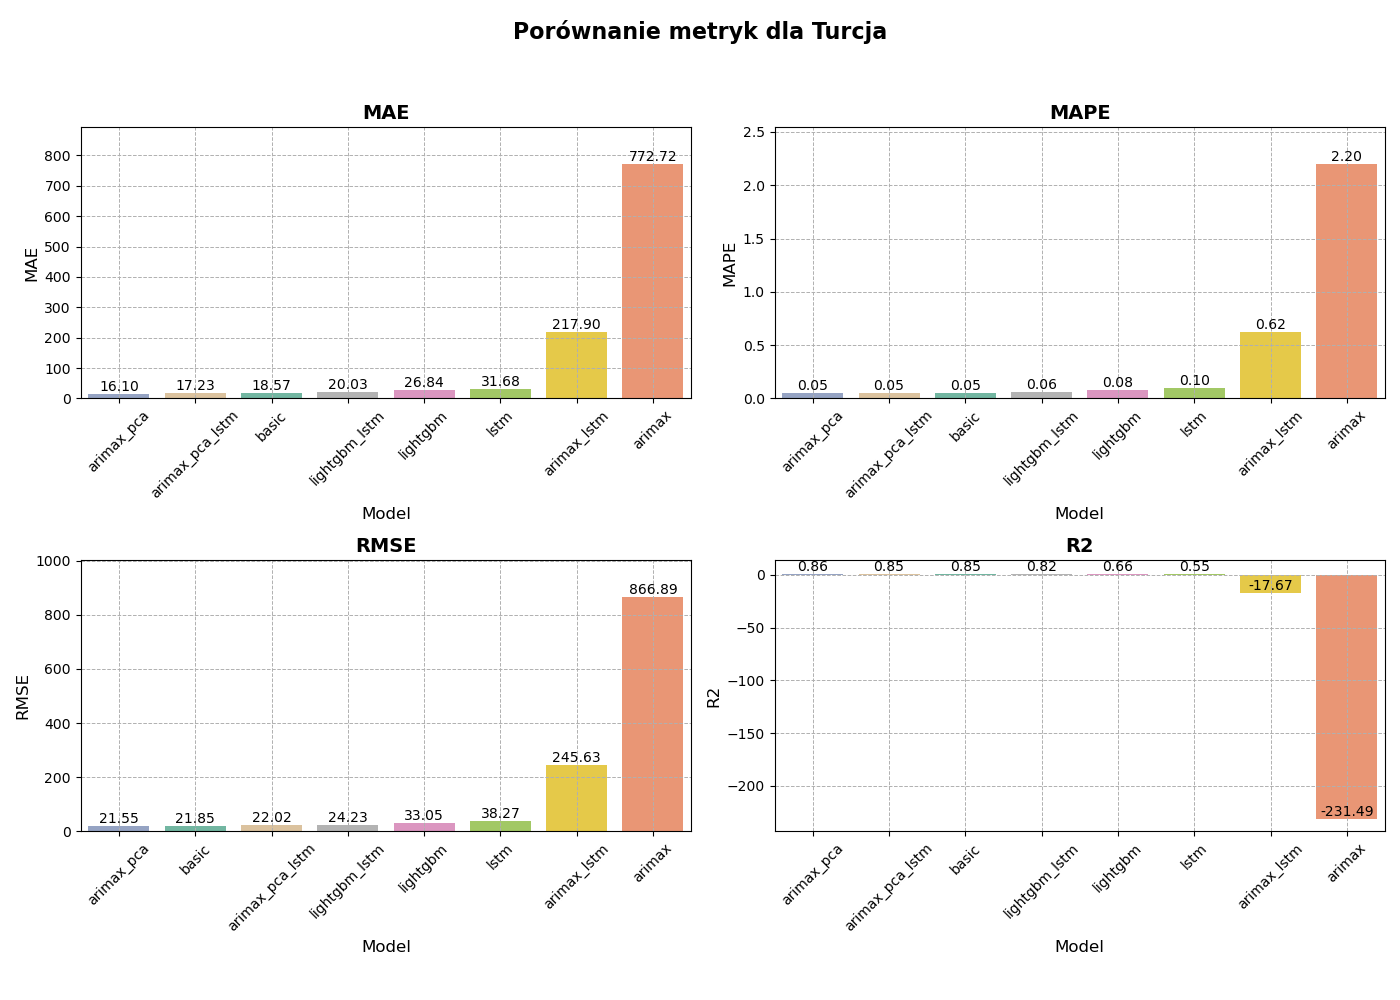 Porównanie metryk dla Turcja
MAE
MAE
800
700
600
500
400
300
200
100
0
16.10
17.23
18.57
20.03
26.84
31.68
217.90
772.72
arimax_pca
arimax_pca_lstm
basic
lightgbm_lstm
lightgbm
lstm
arimax_lstm
arimax
Model
MAPE
MAPE
2.5
2.0
1.5
1.0
0.5
0.0
0.05
0.05
0.05
0.06
0.08
0.10
0.62
2.20
arimax_pca
arimax_pca_lstm
basic
lightgbm_lstm
lightgbm
lstm
arimax_lstm
arimax
Model
RMSE
RMSE
1000
800
600
400
200
0
21.55
21.85
22.02
24.23
33.05
38.27
245.63
866.89
arimax_pca
basic
arimax_pca_lstm
lightgbm_lstm
lightgbm
lstm
arimax_lstm
arimax
Model
R2
R2
0
−50
−100
−150
−200
0.86
0.85
0.85
0.82
0.66
0.55
-17.67
-231.49
arimax_pca
arimax_pca_lstm
basic
lightgbm_lstm
lightgbm
lstm
arimax_lstm
arimax
Model